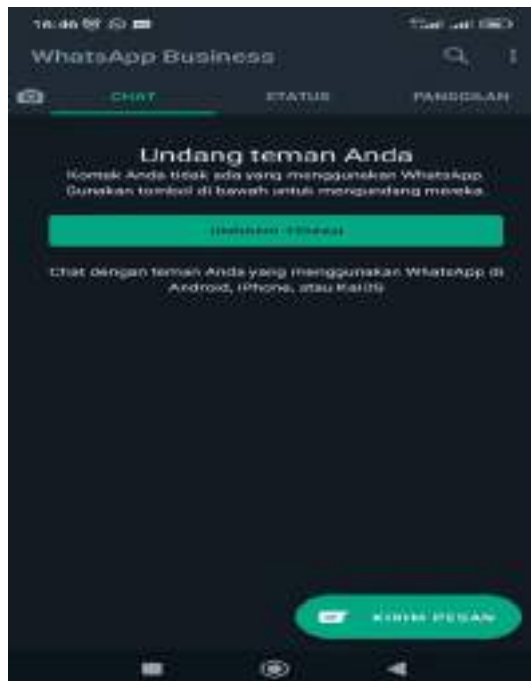 16:46
WhatsApp Business
CHAT STATUS PANGGILAN
Undang teman Anda
Kontak Anda tidak ada yang menggunakan WhatsApp.
Gunakan tombol di bawah untuk mengundang mereka.
UNDANG TEMAN
Chat dengan teman Anda yang menggunakan WhatsApp di
Android, iPhone, atau KaiOS
KIRIM PESAN